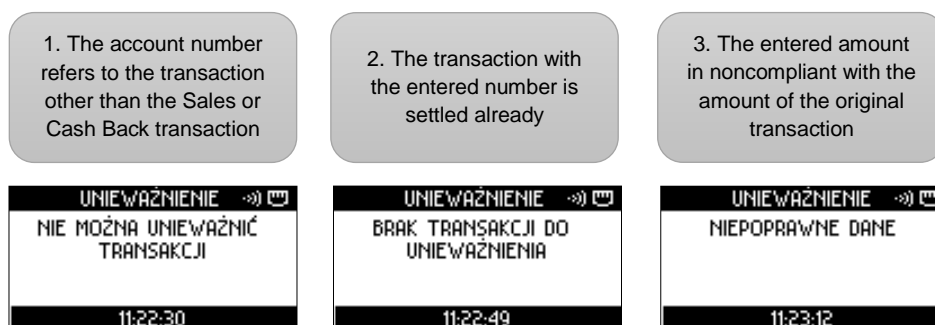 1. The account number
refers to the transaction
other than the Sales or
Cash Back transaction
2. The transaction with
the entered number is
settled already
3. The entered amount
in noncompliant with the
amount of the original
transaction
UNIEWAŻNIENIE
NIE MOŻNA UNIEWAŻNIĆ
TRANSAKCJI
11:22:30
UNIEWAŻNIENIE
BRAK TRANSAKCJI DO
UNIEWAŻNIENIA
11:22:49
UNIEWAŻNIENIE
NIEPOPRAWNE DANE
11:23:12